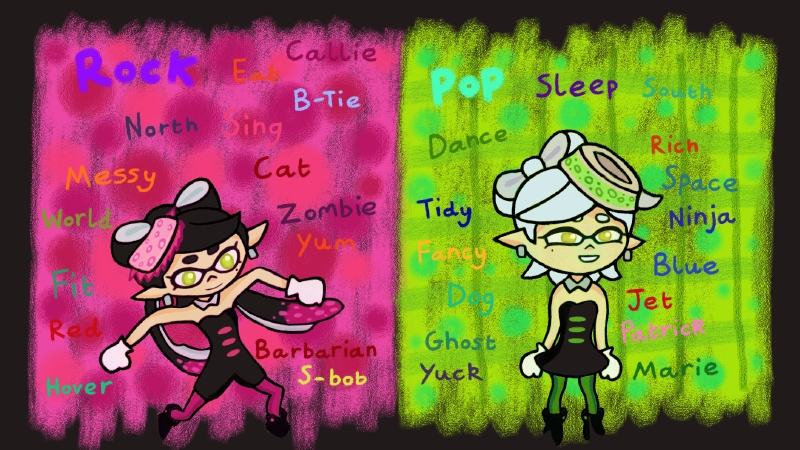 Rock
Eat
Callie
B-Tie
North
Sing
Messy
Cat
World
Zombie
Yum
Fit
Red
Barbarian
S-bob
Hover
Pop
Sleep
South
Dance
Rich
Space
Tidy
Ninja
Fancy
Blue
Dog
Jet
Ghost
Patrick
Yuck
Marie